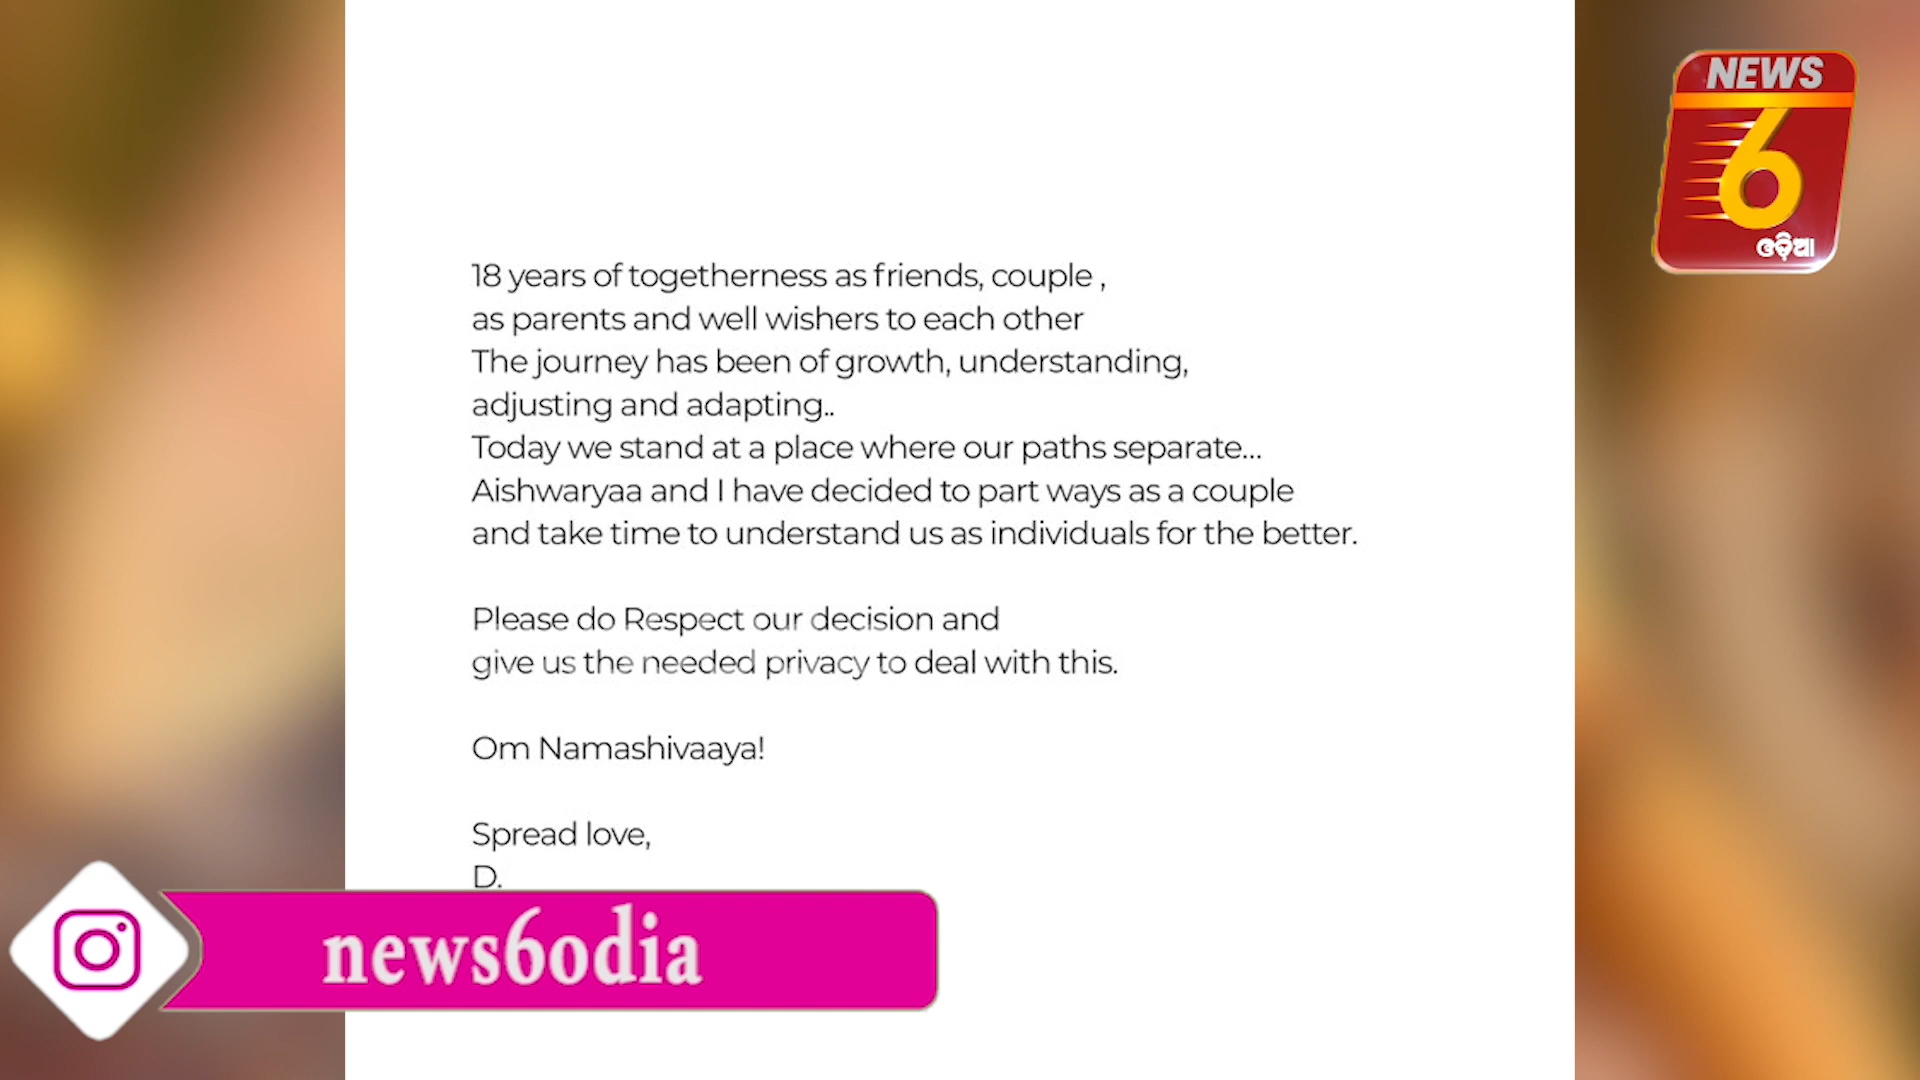 NEWS
6
ଓଡ଼ିଆ
18 years of togetherness as friends, couple ,
as parents and well wishers to each other
The journey has been of growth, understanding,
adjusting and adapting..
Today we stand at a place where our paths separate...
Aishwaryaa and I have decided to part ways as a couple
and take time to understand us as individuals for the better.
Please do Respect our decision and
give us the needed privacy to deal with this.
Om Namashivaaya!
Spread love,
D.
news6odia